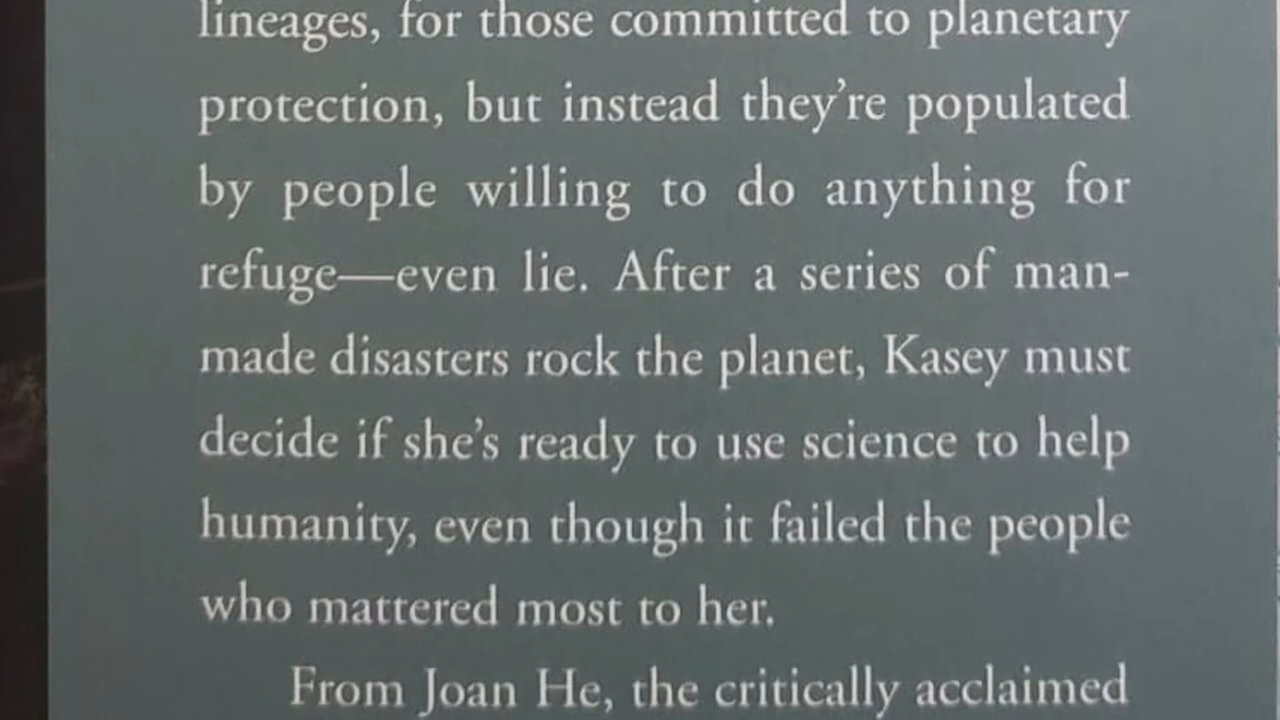 lineages, for those committed to planetary
protection, but instead they're populated
by people willing to do anything for
refuge—even lie. After a series of man-
made disasters rock the planet, Kasey must
decide if she's ready to use science to help
humanity, even though it failed the people
who mattered most to her.
From Joan He, the critically acclaimed